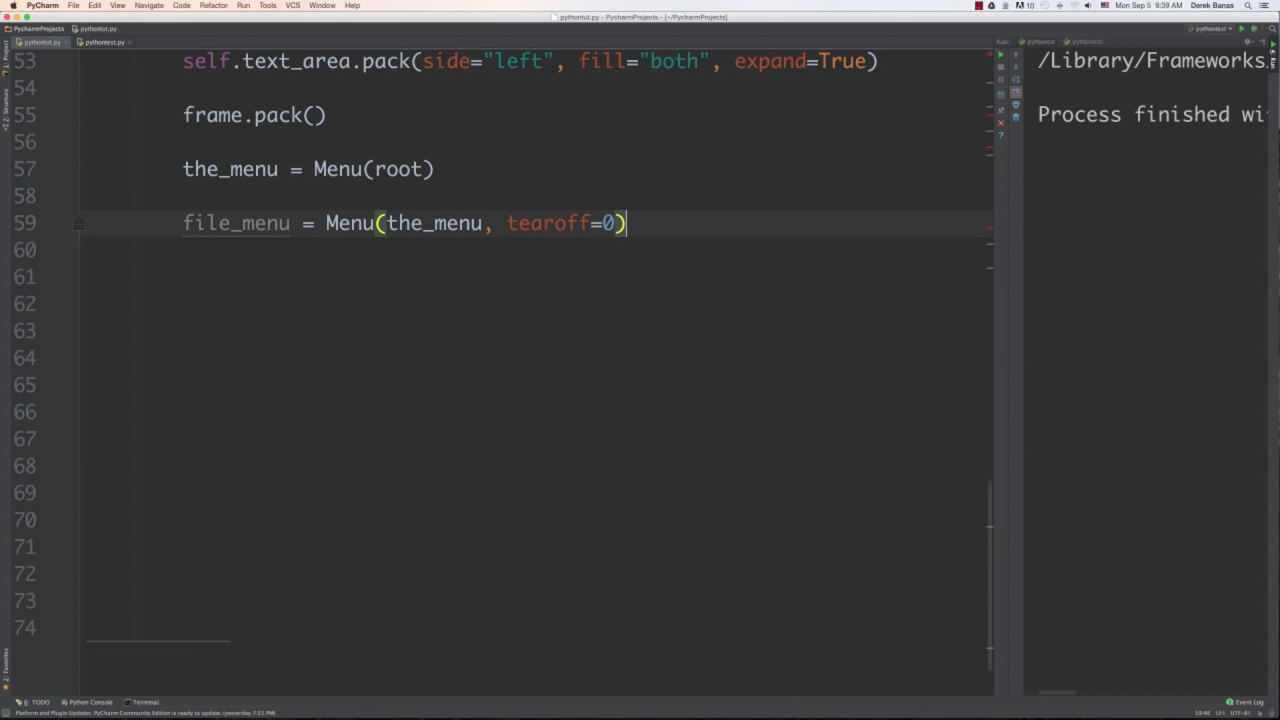 PyCharm File Edit View Navigate Code Refactor Run Tools VCS Window Help 10 Mon Sep 5 9:39 AM Derek Banas
pythontut.py - PycharmProjects - [~/PycharmProjects]
PycharmProjects pythontut.py pythontest
pythontut.py pythontest.py Run: pythontest pythontest
53 self.text_area.pack(side="left", fill="both", expand=True)
/Library/Frameworks
54
55 frame.pack()
Process finished wi
56
57 the_menu = Menu(root)
58
59 file_menu = Menu(the_menu, tearoff=0)
60
61
62
63
64
65
66
67
68
69
70
71
72
73
74
1: Project
7: Structure
2: Favorites
6: TODO Python Console Terminal Event Log
Platform and Plugin Updates: PyCharm Community Edition is ready to update. (yesterday 7:51 PM) 59:46 LF÷ UTF-8÷